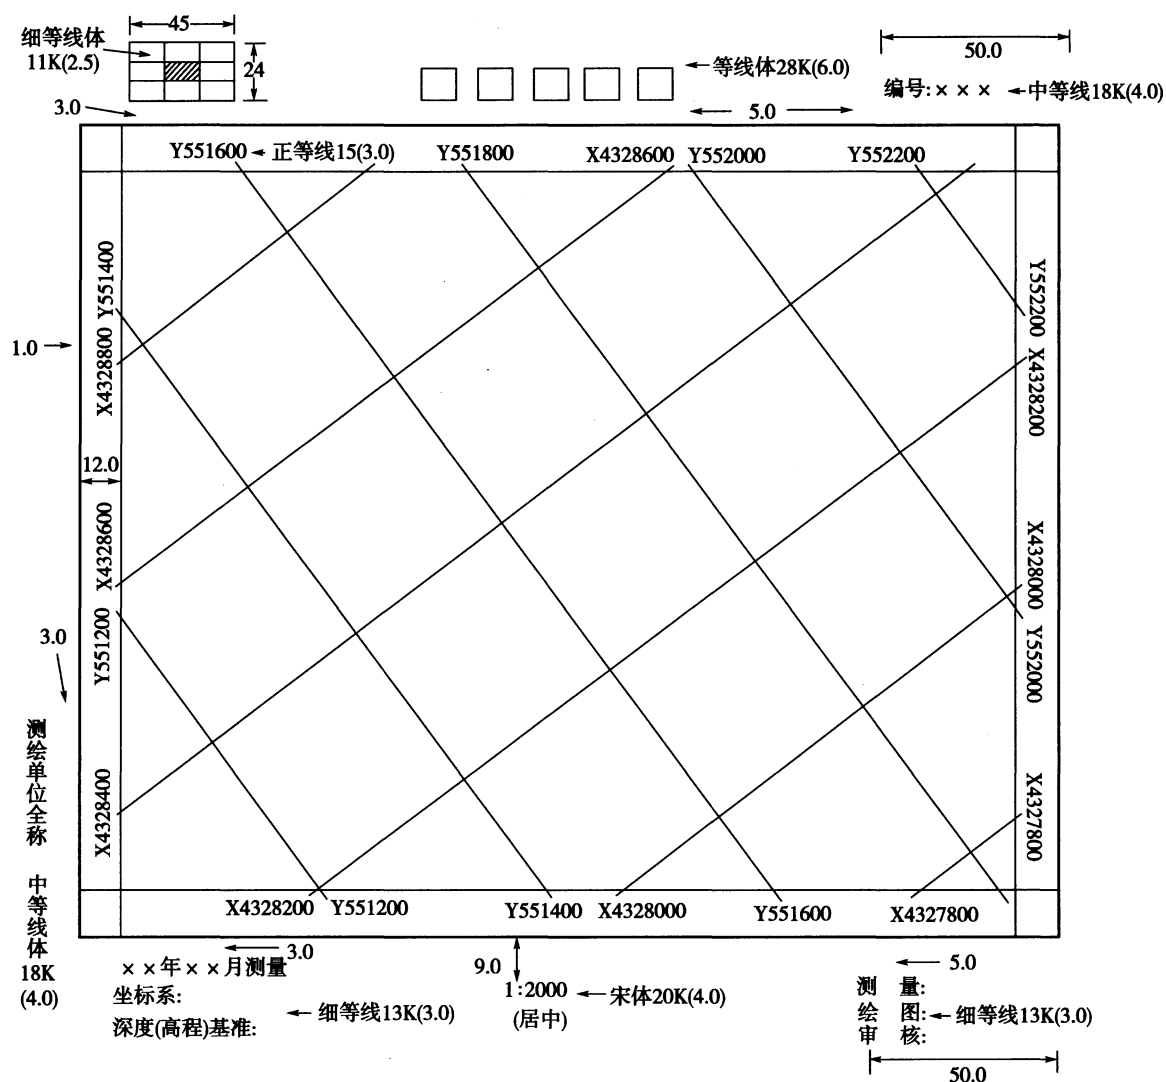 45
细等线体
11K(2.5)
24
3.0
等线体28K(6.0)
50.0
编号:× × ×
中等线18K(4.0)
5.0
Y551600
正等线15(3.0)
Y551800
X4328600
Y552000
Y552200
Y551400
X4328800
1.0
12.0
X4328600
Y551200
3.0
X4328400
Y552200
X4328200
X4328000
Y552000
X4327800
测绘单位全称 中等线体
18K
(4.0)
X4328200
Y551200
Y551400
X4328000
Y551600
X4327800
3.0
××年××月测量
坐标系:
深度(高程)基准:
细等线13K(3.0)
9.0
1:2000
宋体20K(4.0)
(居中)
5.0
测 量:
绘 图:
细等线13K(3.0)
审 核:
50.0